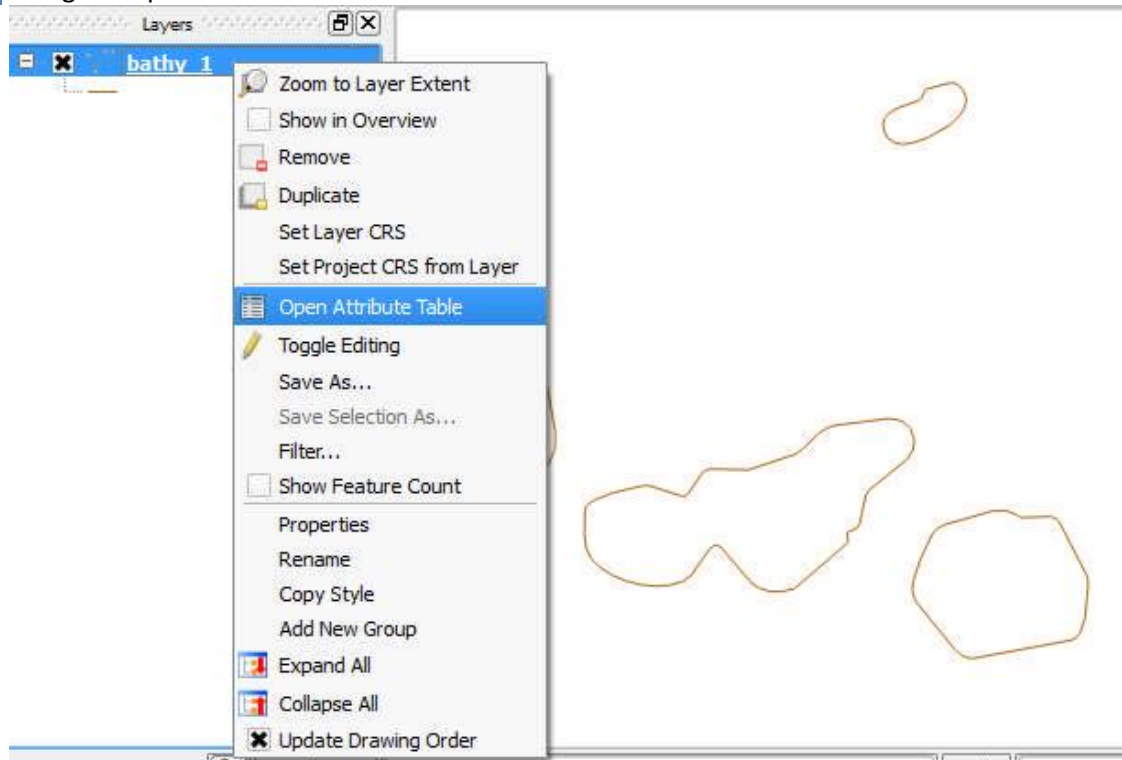 Layers
bathy_1
Zoom to Layer Extent
Show in Overview
Remove
Duplicate
Set Layer CRS
Set Project CRS from Layer
Open Attribute Table
Toggle Editing
Save As...
Save Selection As...
Filter...
Show Feature Count
Properties
Rename
Copy Style
Add New Group
Expand All
Collapse All
Update Drawing Order